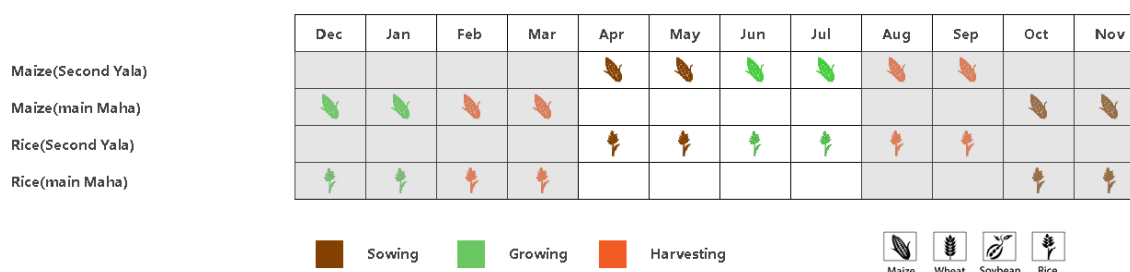 Dec Jan Feb Mar Apr May Jun Jul Aug Sep Oct Nov
Maize(Second Yala)
Maize(main Maha)
Rice(Second Yala)
Rice(main Maha)
Sowing Growing Harvesting
Maize Wheat Soybean Rice